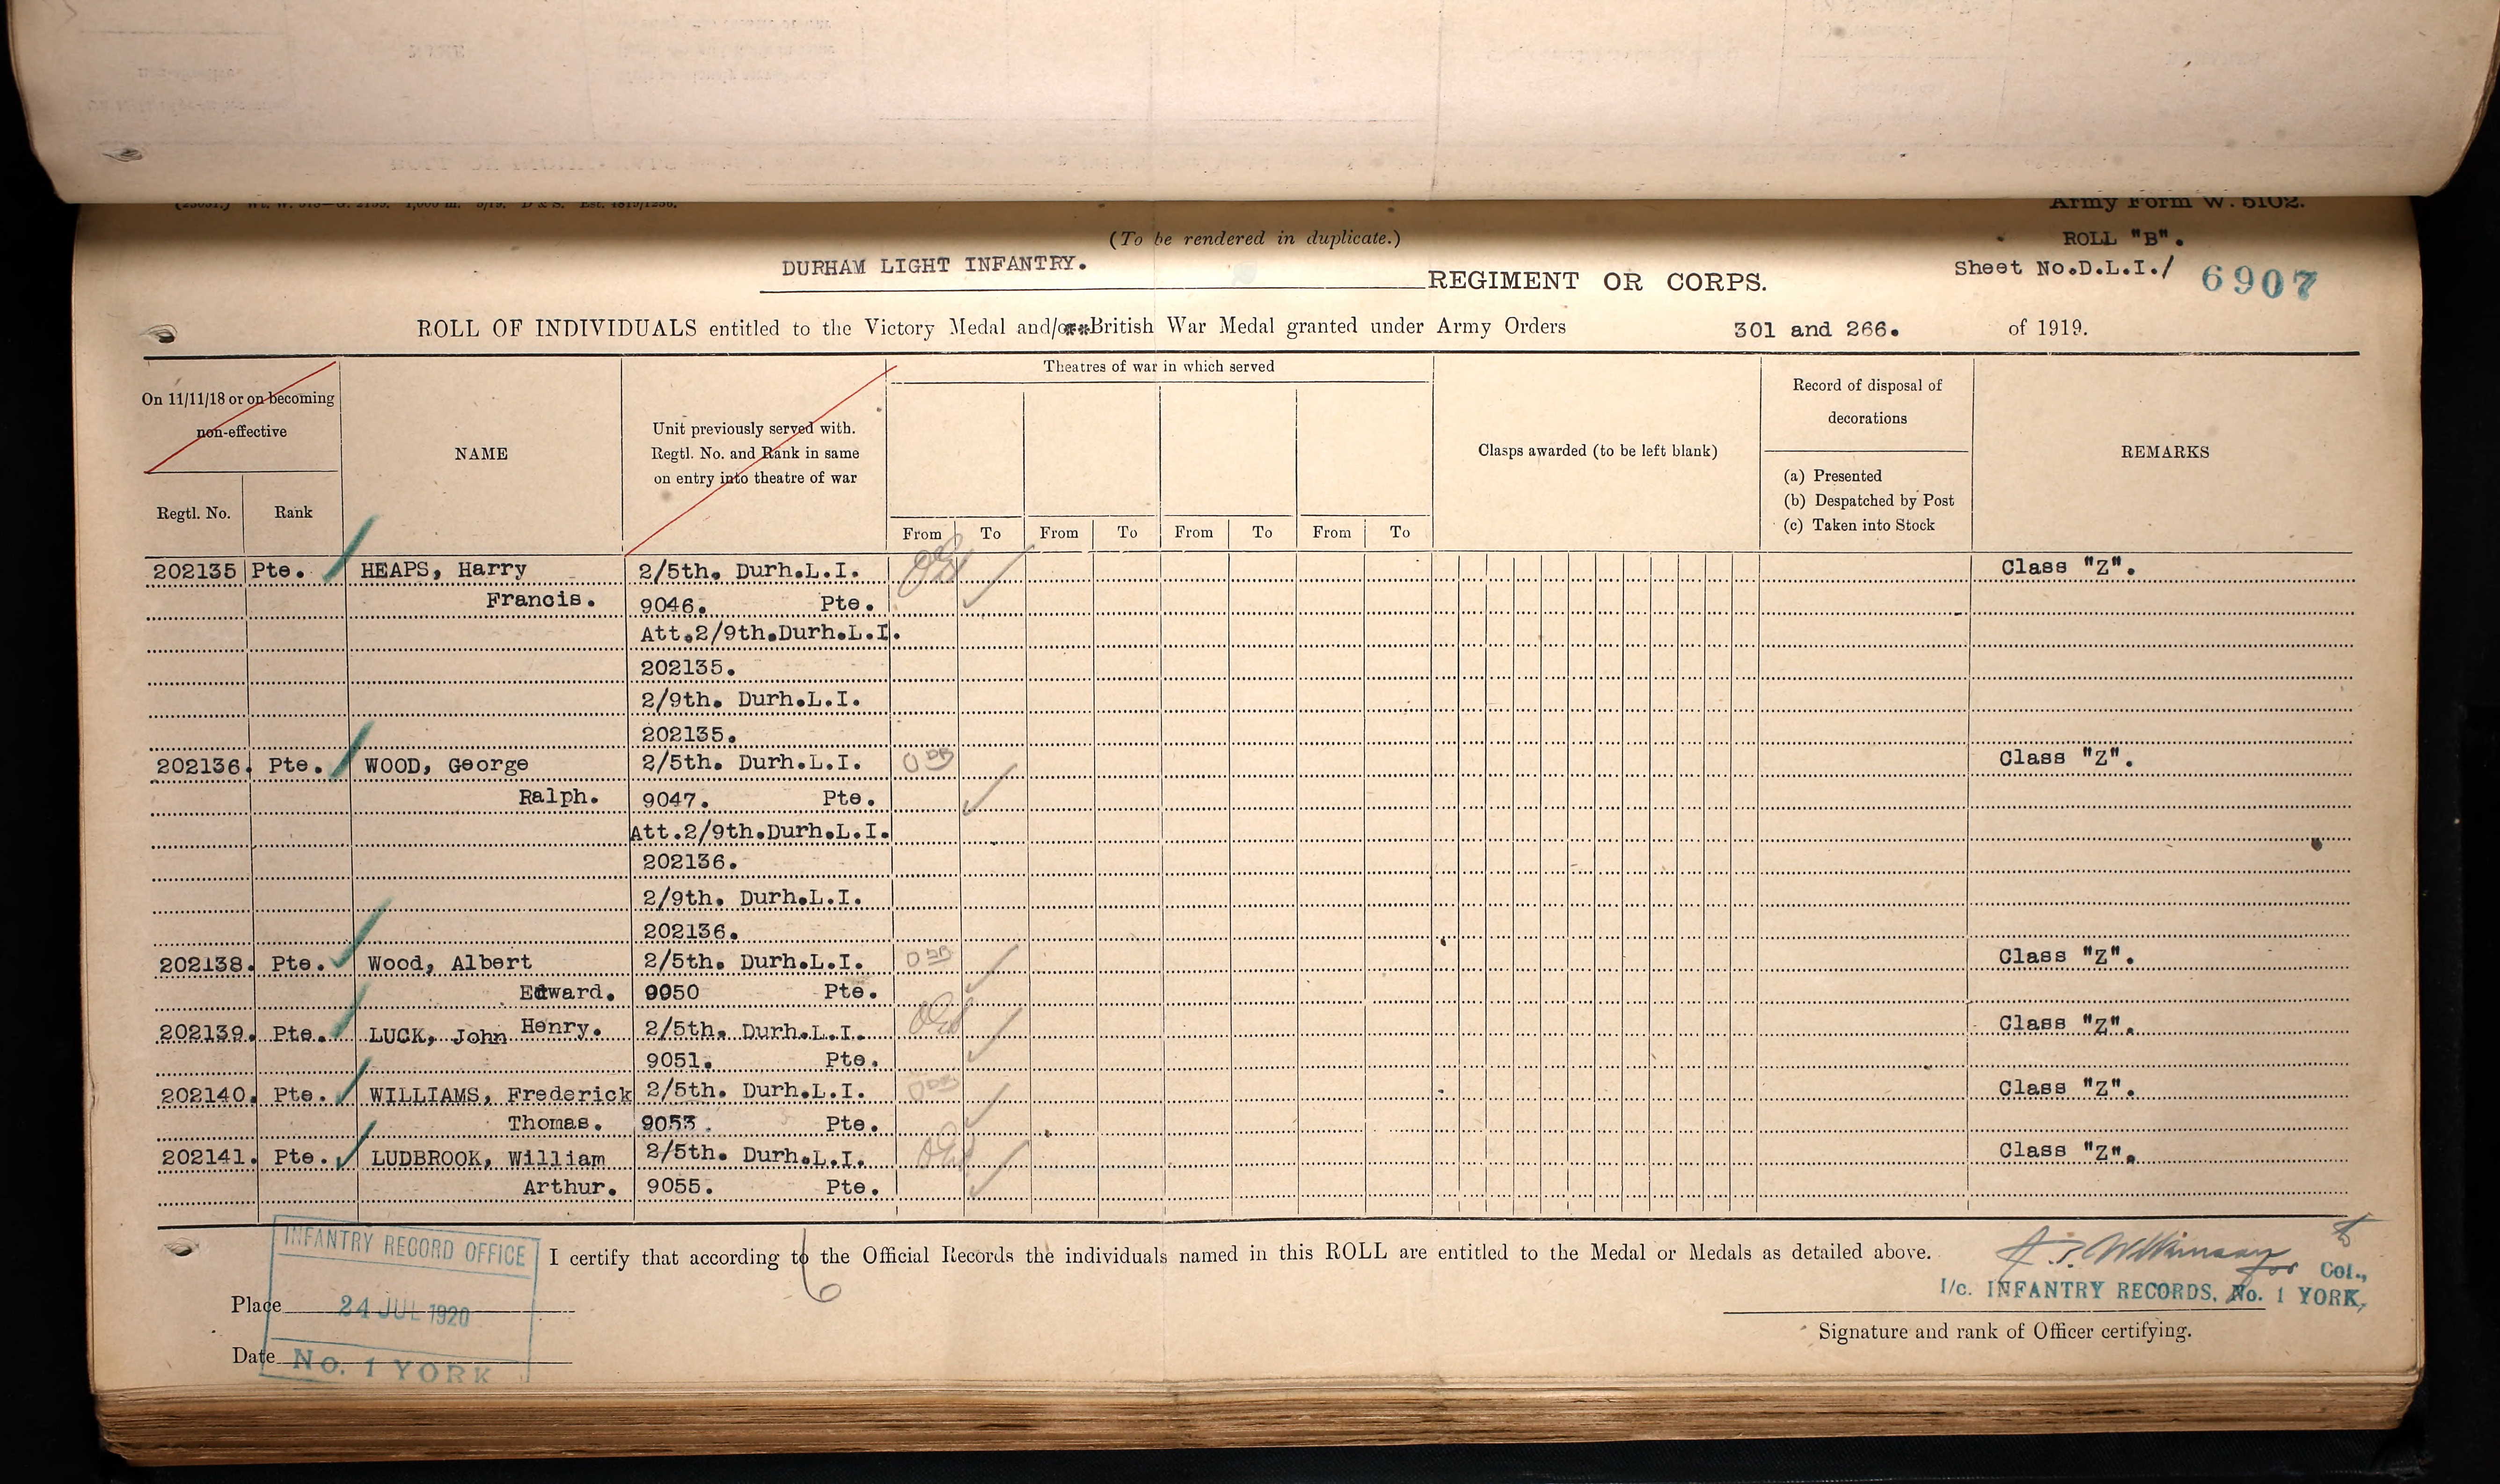 Army Form W. 5102.
(To be rendered in duplicate.)
ROLL "B".
DURHAM LIGHT INFANTRY. REGIMENT OR CORPS.
Sheet No.D.L.I./ 6907
ROLL OF INDIVIDUALS entitled to the Victory Medal and/or British War Medal granted under Army Orders 301 and 266. of 1919.
On 11/11/18 or on becoming non-effective
Regtl. No. Rank
NAME
Unit previously served with.
Regtl. No. and Rank in same
on entry into theatre of war
Theatres of war in which served
From To From To From To From To
Clasps awarded (to be left blank)
Record of disposal of
decorations
(a) Presented
(b) Despatched by Post
(c) Taken into Stock
REMARKS
202135 Pte. HEAPS, Harry 2/5th. Durh.L.I. Class "Z".
Francis. 9046. Pte.
Att.2/9th.Durh.L.I.
202135.
2/9th. Durh.L.I.
202135.
202136. Pte. WOOD, George 2/5th. Durh.L.I. Class "Z".
Ralph. 9047. Pte.
Att.2/9th.Durh.L.I.
202136.
2/9th. Durh.L.I.
202136.
202138. Pte. Wood, Albert 2/5th. Durh.L.I. Class "Z".
Edward. 9050 Pte.
202139. Pte. LUCK, John Henry. 2/5th. Durh.L.I. Class "Z".
9051. Pte.
202140. Pte. WILLIAMS, Frederick 2/5th. Durh.L.I. Class "Z".
Thomas. 9053. Pte.
202141. Pte. LUDBROOK, William 2/5th. Durh.L.I. Class "Z".
Arthur. 9055. Pte.
I certify that according to the Official Records the individuals named in this ROLL are entitled to the Medal or Medals as detailed above.
INFANTRY RECORD OFFICE
24 JUL 1920
No. 1 YORK
Place
Date
6
for Col.,
I/c. INFANTRY RECORDS, No. 1 YORK,
Signature and rank of Officer certifying.